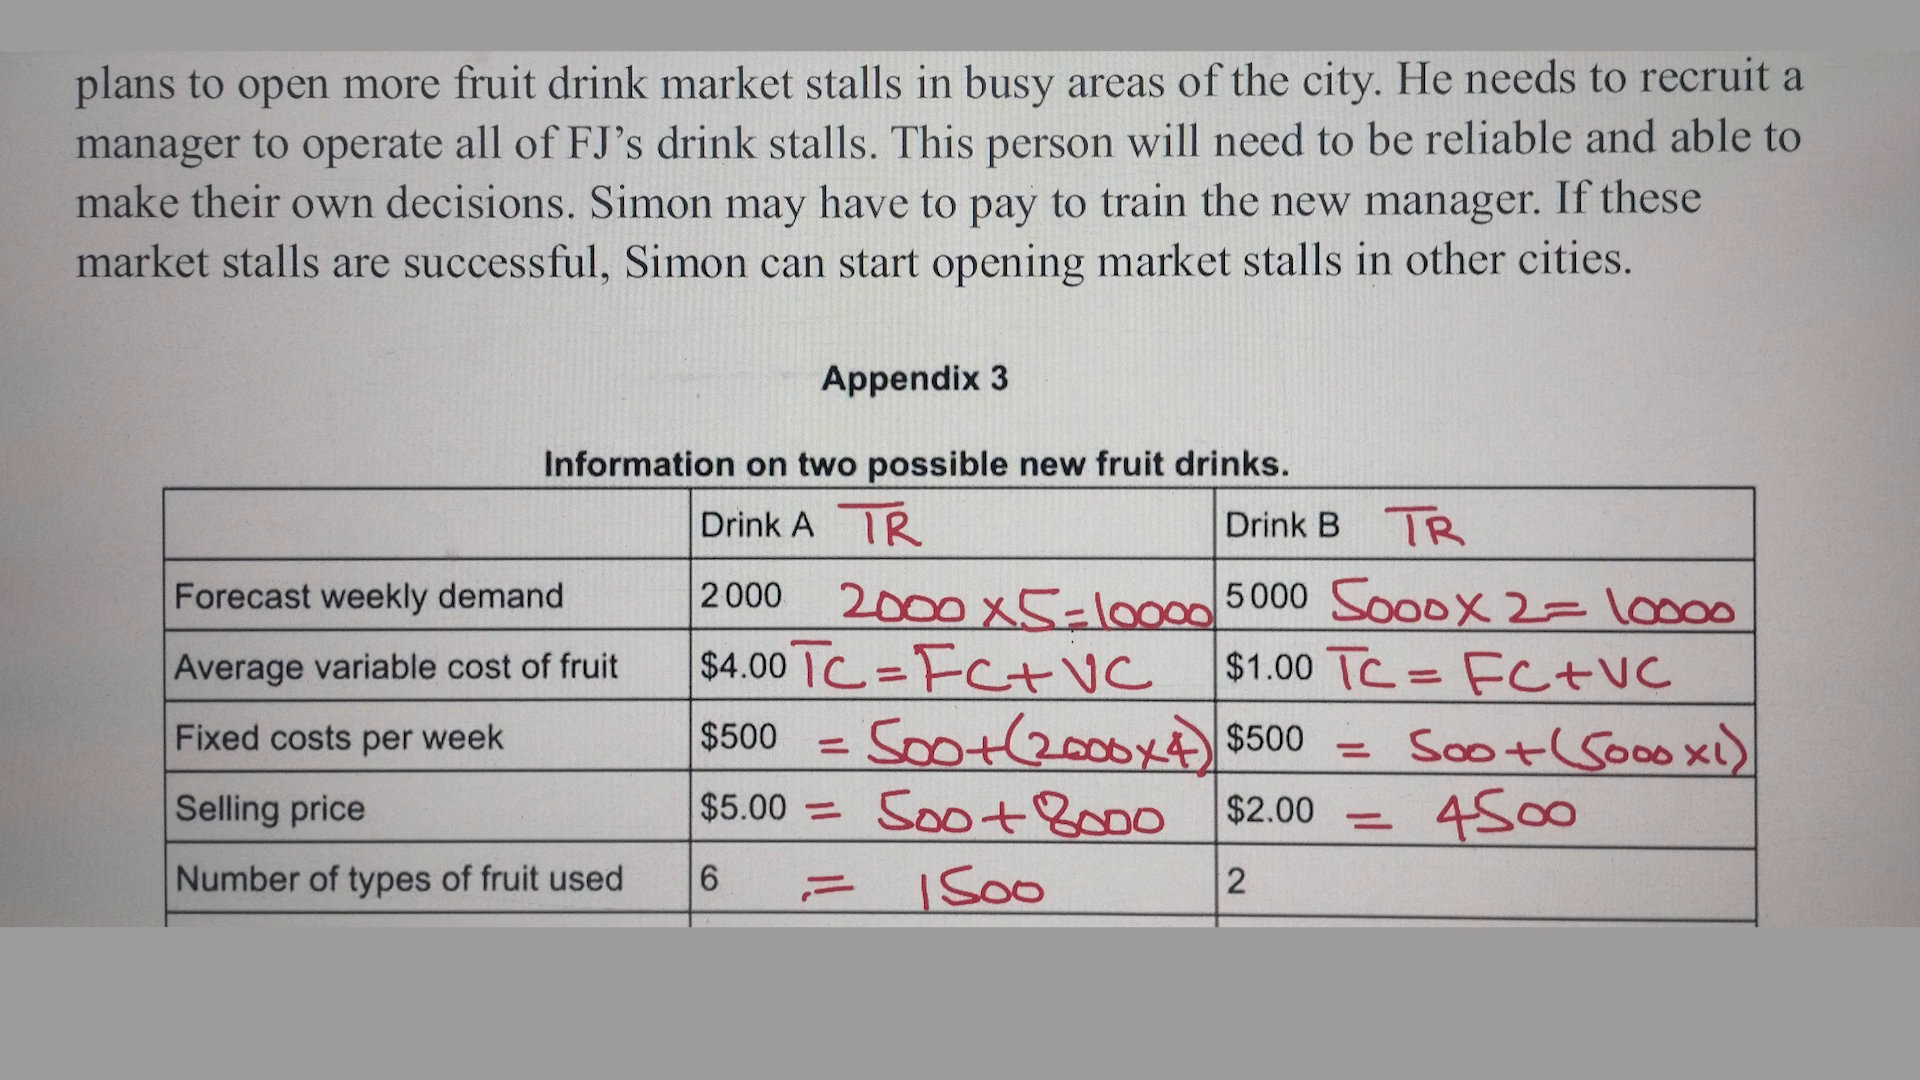 plans to open more fruit drink market stalls in busy areas of the city. He needs to recruit a
manager to operate all of FJ's drink stalls. This person will need to be reliable and able to
make their own decisions. Simon may have to pay to train the new manager. If these
market stalls are successful, Simon can start opening market stalls in other cities.
Appendix 3
Information on two possible new fruit drinks.
Drink A TR Drink B TR
Forecast weekly demand 2000 2000 x5=10000 5000 5000x 2= 10000
Average variable cost of fruit $4.00 TC = FC+VC $1.00 TC = FC+VC
Fixed costs per week $500 = 500+(2000x4) $500 = 500+(5000x1)
Selling price $5.00 = 500+8000 $2.00 = 4500
Number of types of fruit used 6 = 1500 2